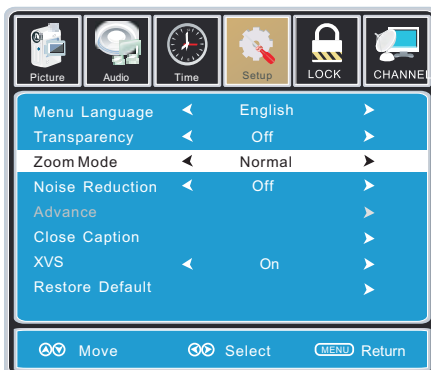 Picture Audio Time Setup LOCK CHANNEL
Menu Language English
Transparency Off
Zoom Mode Normal
Noise Reduction Off
Advance
Close Caption
XVS On
Restore Default
Move Select MENU Return